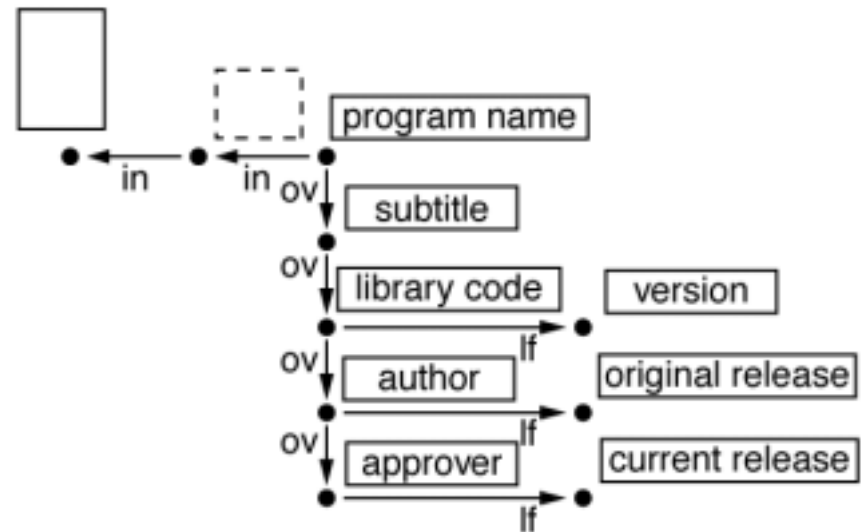 program name
in in
ov
subtitle
ov
library code version
lf
ov
author original release
lf
ov
approver current release
lf